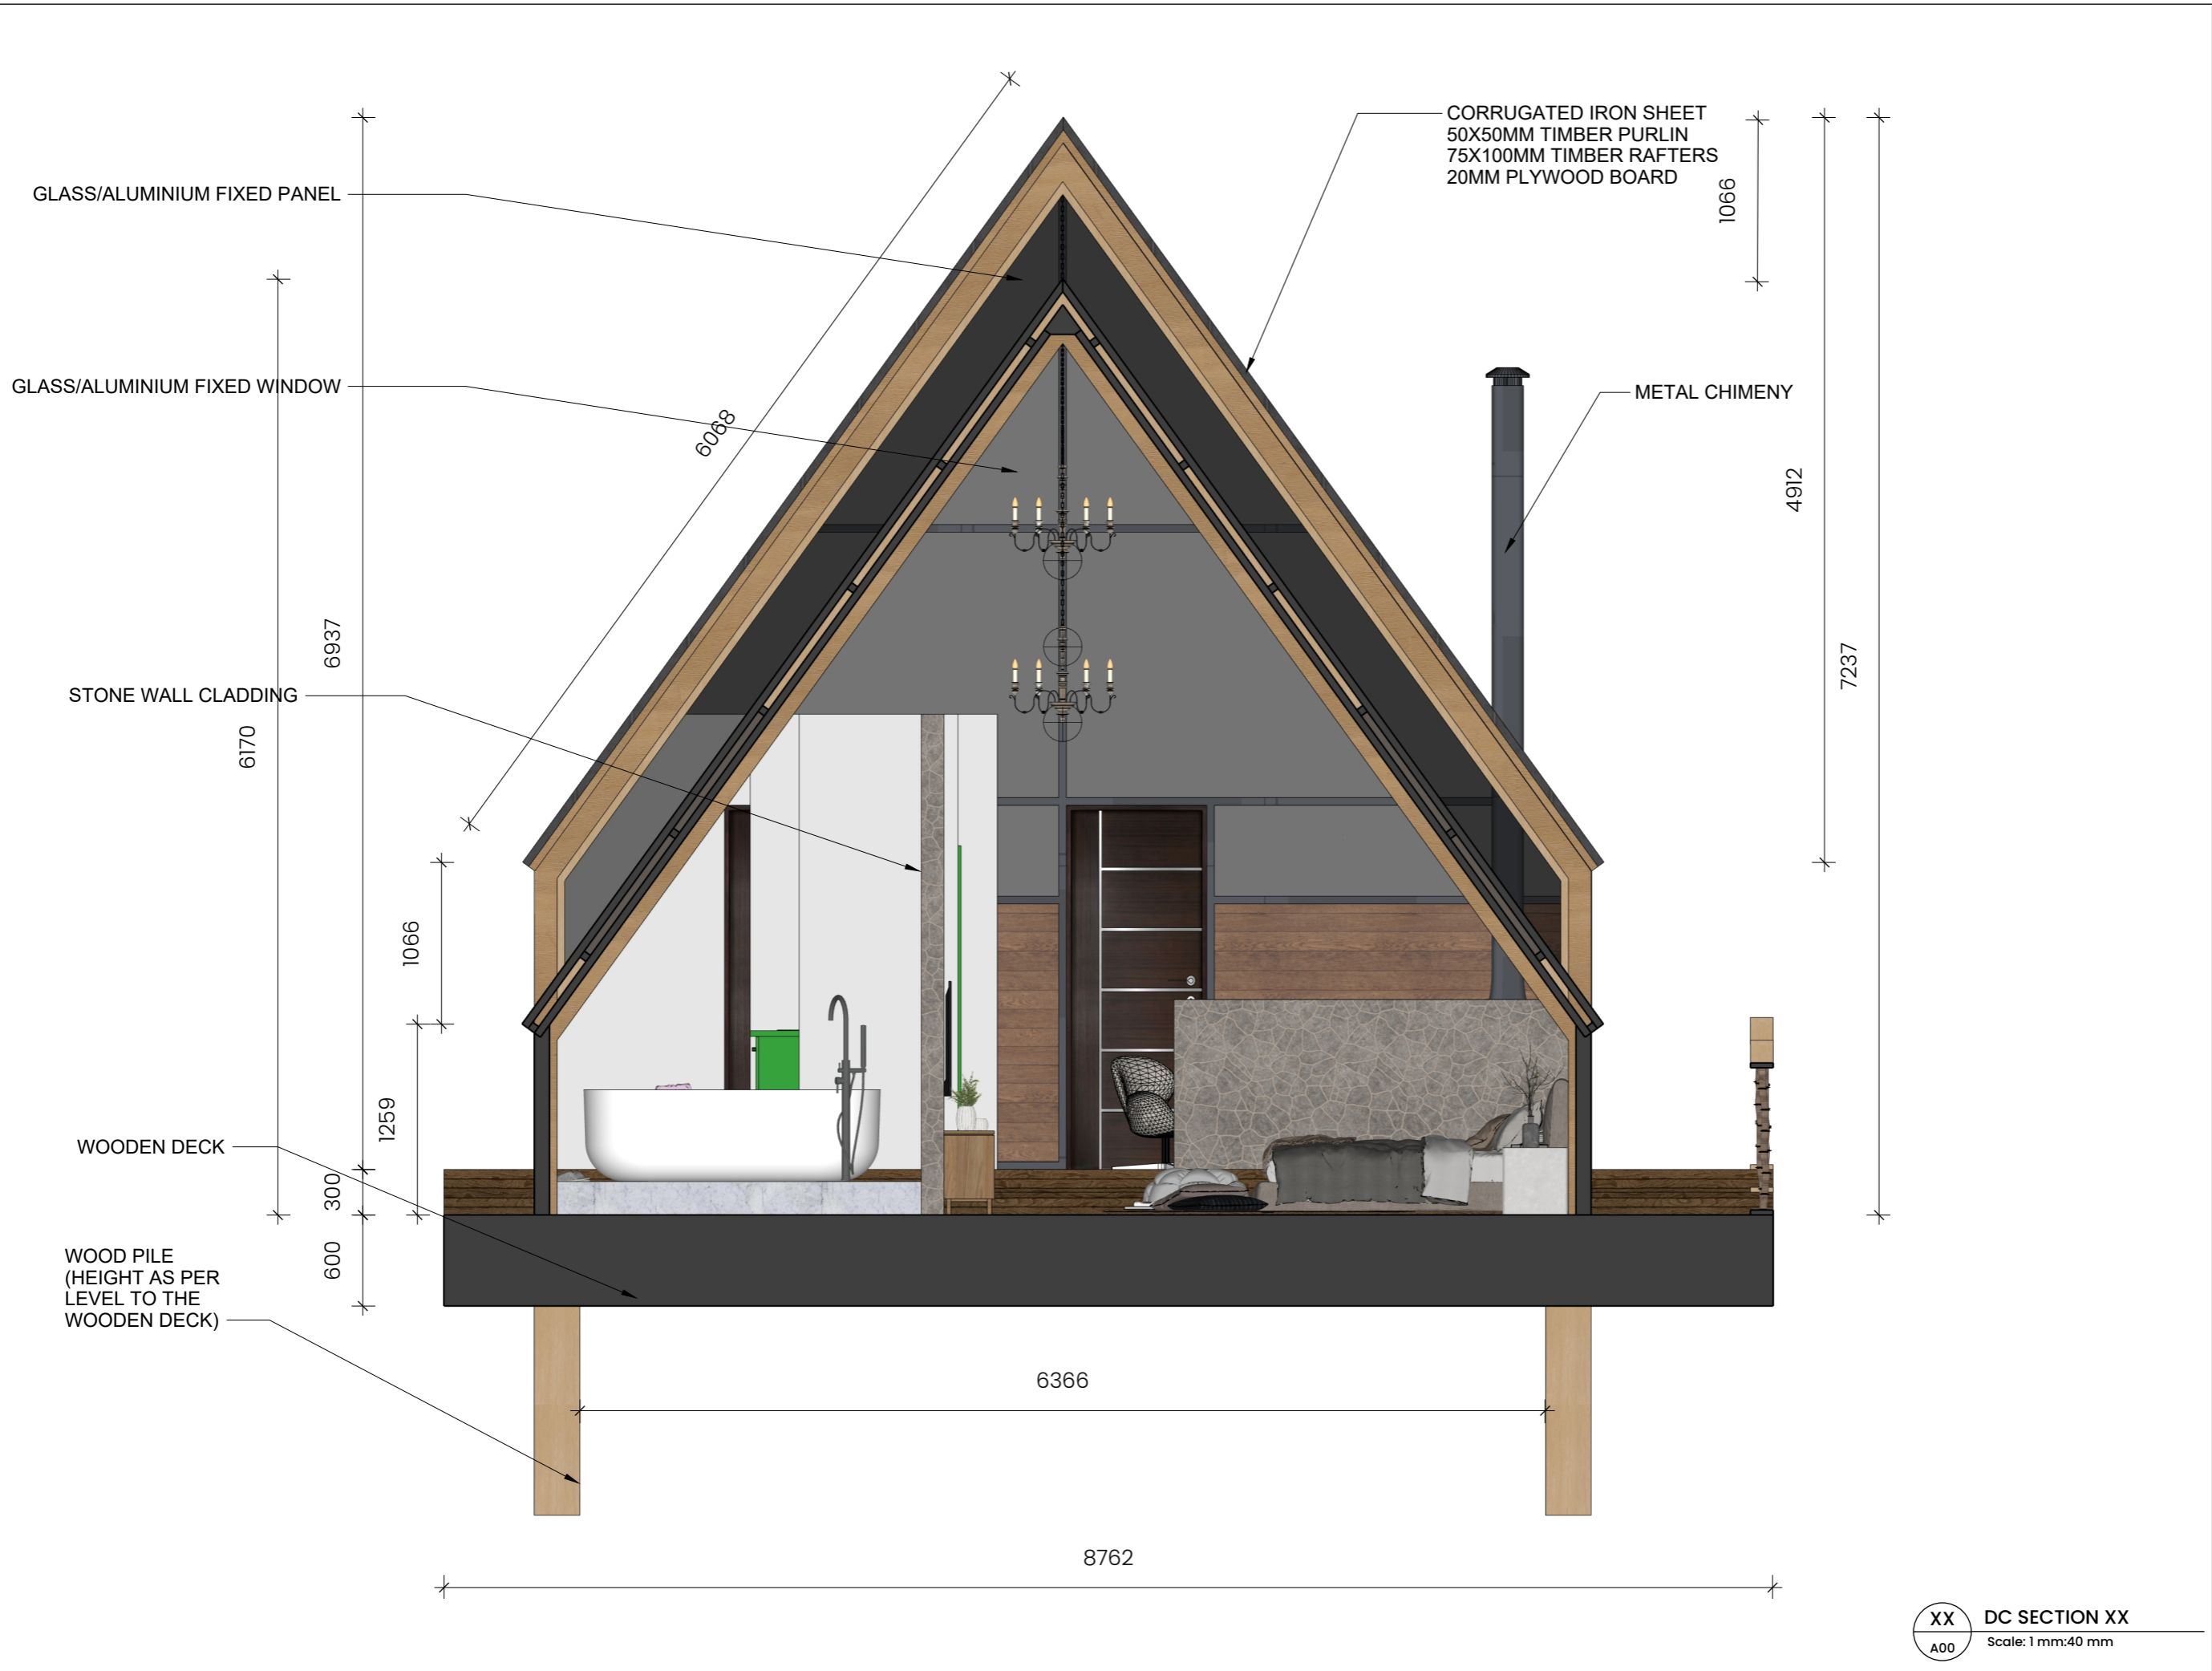 CORRUGATED IRON SHEET
50X50MM TIMBER PURLIN
75X100MM TIMBER RAFTERS
20MM PLYWOOD BOARD
1066
GLASS/ALUMINIUM FIXED PANEL
GLASS/ALUMINIUM FIXED WINDOW
METAL CHIMENY
6068
4912
6937
7237
STONE WALL CLADDING
6170
1066
1259
WOODEN DECK
300
600
WOOD PILE
(HEIGHT AS PER
LEVEL TO THE
WOODEN DECK)
6366
8762
XX
A00
DC SECTION XX
Scale: 1 mm:40 mm